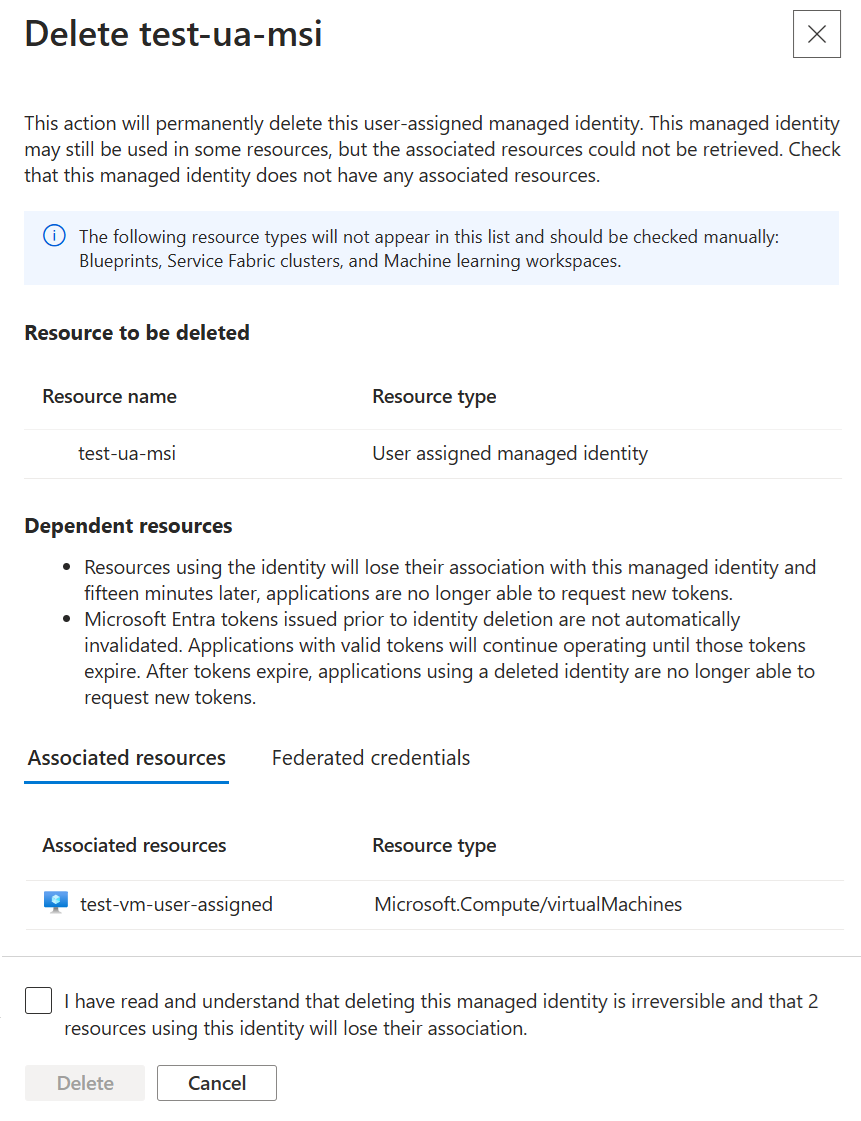 Delete test-ua-msi
This action will permanently delete this user-assigned managed identity. This managed identity
may still be used in some resources, but the associated resources could not be retrieved. Check
that this managed identity does not have any associated resources.
The following resource types will not appear in this list and should be checked manually:
Blueprints, Service Fabric clusters, and Machine learning workspaces.
Resource to be deleted
Resource name Resource type
test-ua-msi User assigned managed identity
Dependent resources
• Resources using the identity will lose their association with this managed identity and
fifteen minutes later, applications are no longer able to request new tokens.
• Microsoft Entra tokens issued prior to identity deletion are not automatically
invalidated. Applications with valid tokens will continue operating until those tokens
expire. After tokens expire, applications using a deleted identity are no longer able to
request new tokens.
Associated resources Federated credentials
Associated resources Resource type
test-vm-user-assigned Microsoft.Compute/virtualMachines
I have read and understand that deleting this managed identity is irreversible and that 2
resources using this identity will lose their association.
Delete Cancel